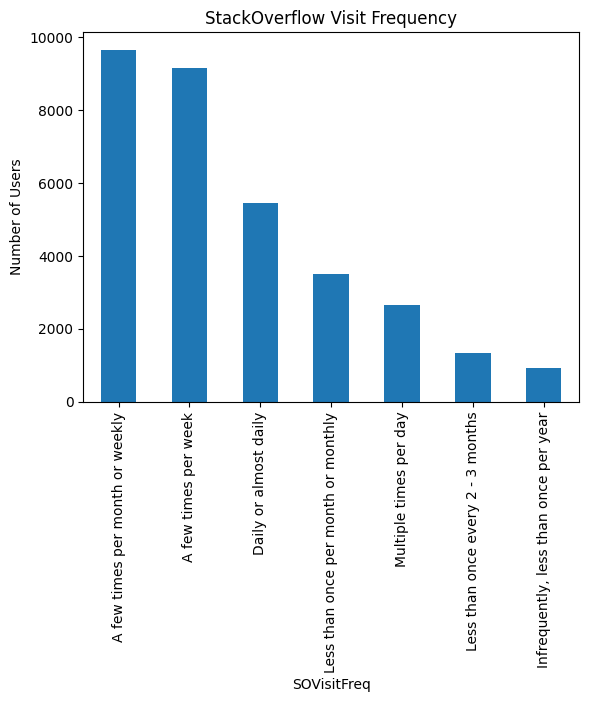 StackOverflow Visit Frequency
Number of Users
10000
8000
6000
4000
2000
0
A few times per month or weekly
A few times per week
Daily or almost daily
Less than once per month or monthly
Multiple times per day
Less than once every 2 - 3 months
Infrequently, less than once per year
SOVisitFreq